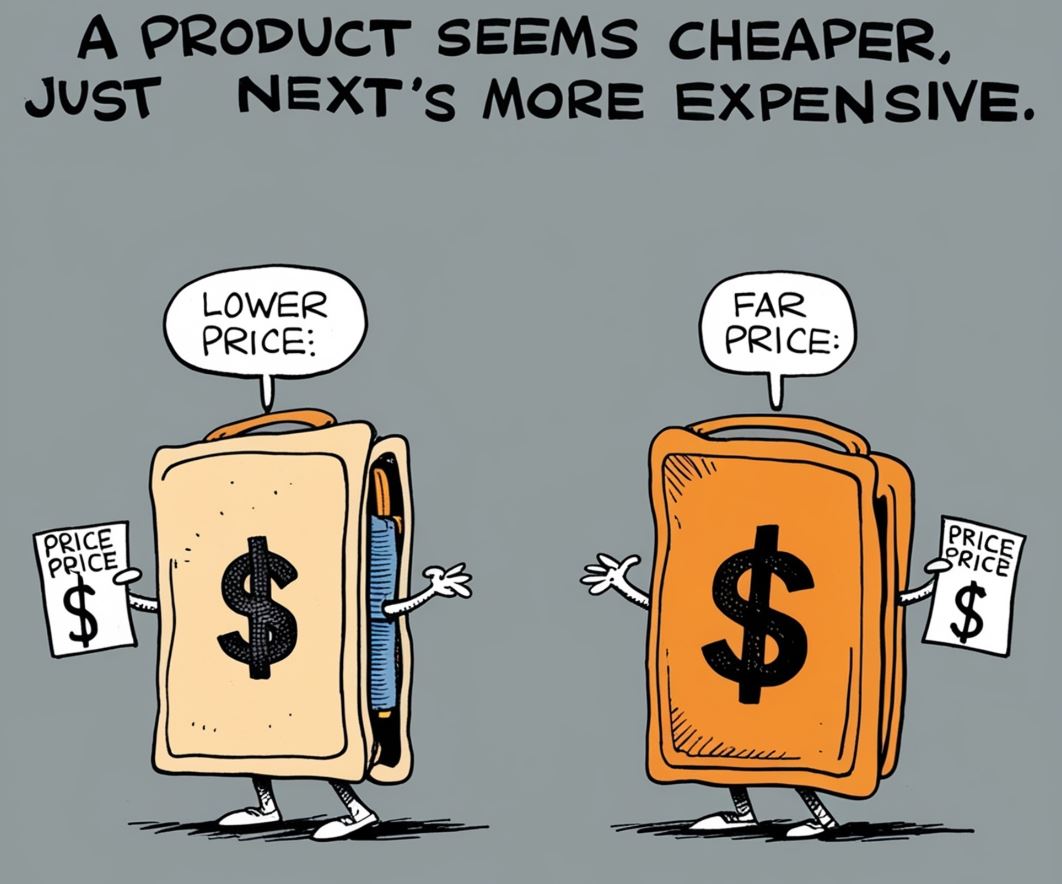 A PRODUCT SEEMS CHEAPER,
JUST NEXT'S MORE EXPENSIVE.
LOWER
PRICE:
FAR
PRICE:
PRICE
PRICE
$
$
$
PRICE
PRICE
$